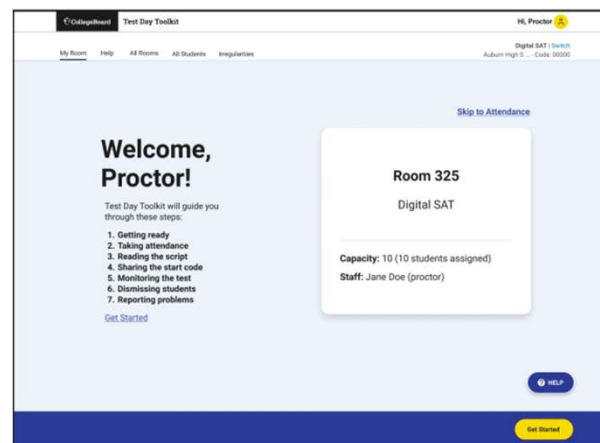 CollegeBoard Test Day Toolkit
Hi, Proctor
My Room Help All Rooms All Students Irregularities
Digital SAT | Switch
Auburn High S... - Code: 00000
Skip to Attendance
Welcome,
Proctor!
Test Day Toolkit will guide you
through these steps:
1. Getting ready
2. Taking attendance
3. Reading the script
4. Sharing the start code
5. Monitoring the test
6. Dismissing students
7. Reporting problems
Get Started
Room 325
Digital SAT
Capacity: 10 (10 students assigned)
Staff: Jane Doe (proctor)
HELP
Get Started